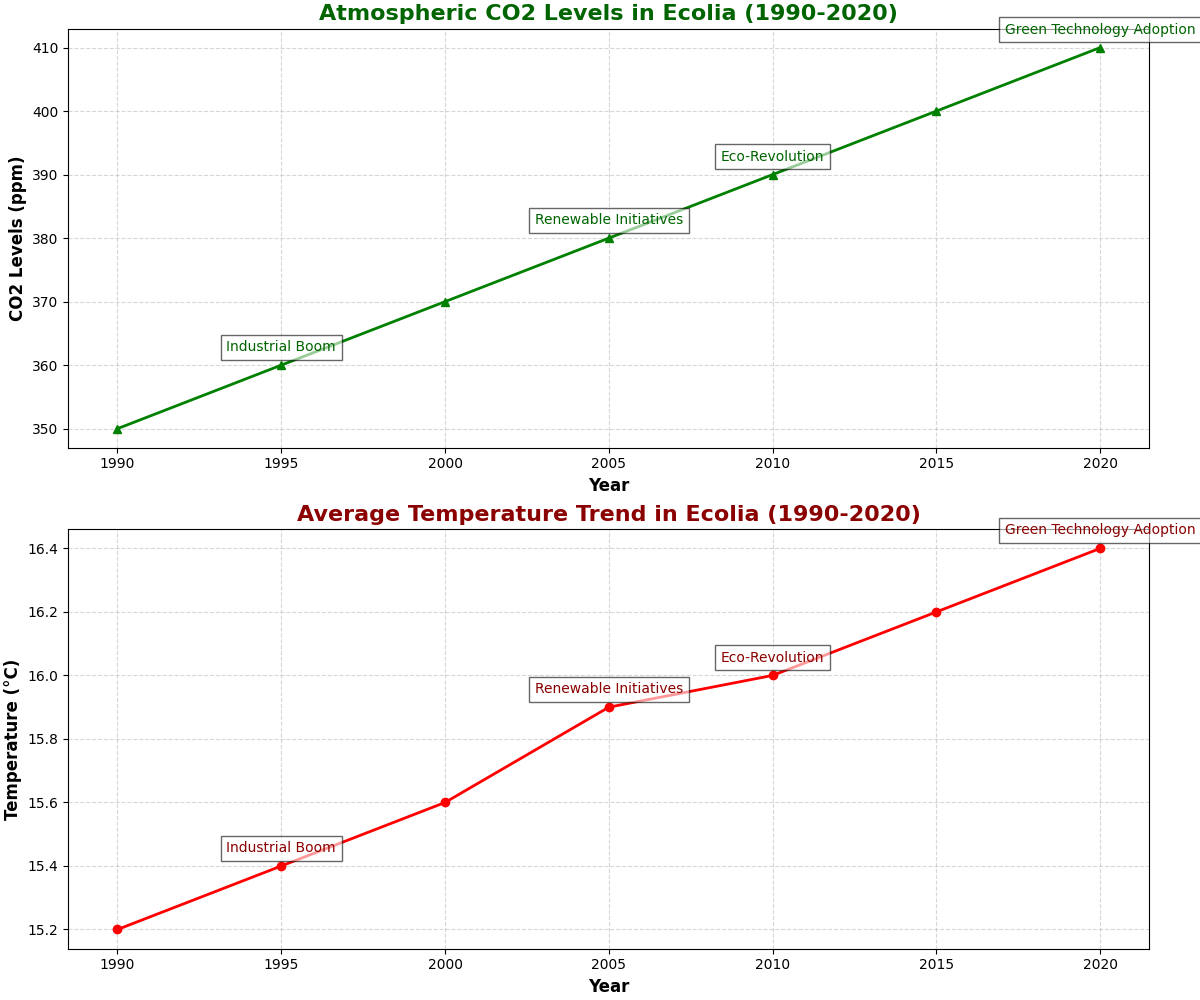 Atmospheric CO2 Levels in Ecolia (1990-2020)
Green Technology Adoption
410
400
Eco-Revolution
390
Renewable Initiatives
380
370
Industrial Boom
360
350
CO2 Levels (ppm)
1990 1995 2000 2005 2010 2015 2020
Year
Average Temperature Trend in Ecolia (1990-2020)
Green Technology Adoption
16.4
16.2
Eco-Revolution
16.0
Renewable Initiatives
15.8
15.6
Industrial Boom
15.4
15.2
Temperature (°C)
1990 1995 2000 2005 2010 2015 2020
Year